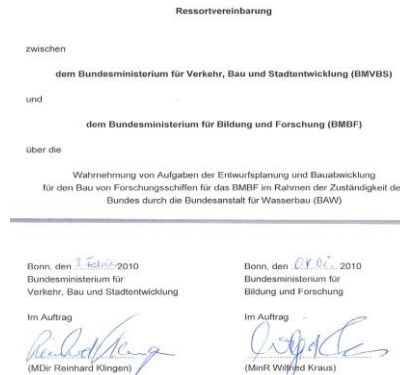 Ressortvereinbarung
zwischen
dem Bundesministerium für Verkehr, Bau und Stadtentwicklung (BMVBS)
und
dem Bundesministerium für Bildung und Forschung (BMBF)
über die
Wahrnehmung von Aufgaben der Entwurfsplanung und Bauabwicklung
für den Bau von Forschungsschiffen für das BMBF im Rahmen der Zuständigkeit de
Bundes durch die Bundesanstalt für Wasserbau (BAW)
Bonn, den 3. 2010
Bundesministerium für
Verkehr, Bau und Stadtentwicklung
Im Auftrag
(MDir Reinhard Klingen)
Bonn, den 2010
Bundesministerium für
Bildung und Forschung
Im Auftrag
(MinR Wilfried Kraus)